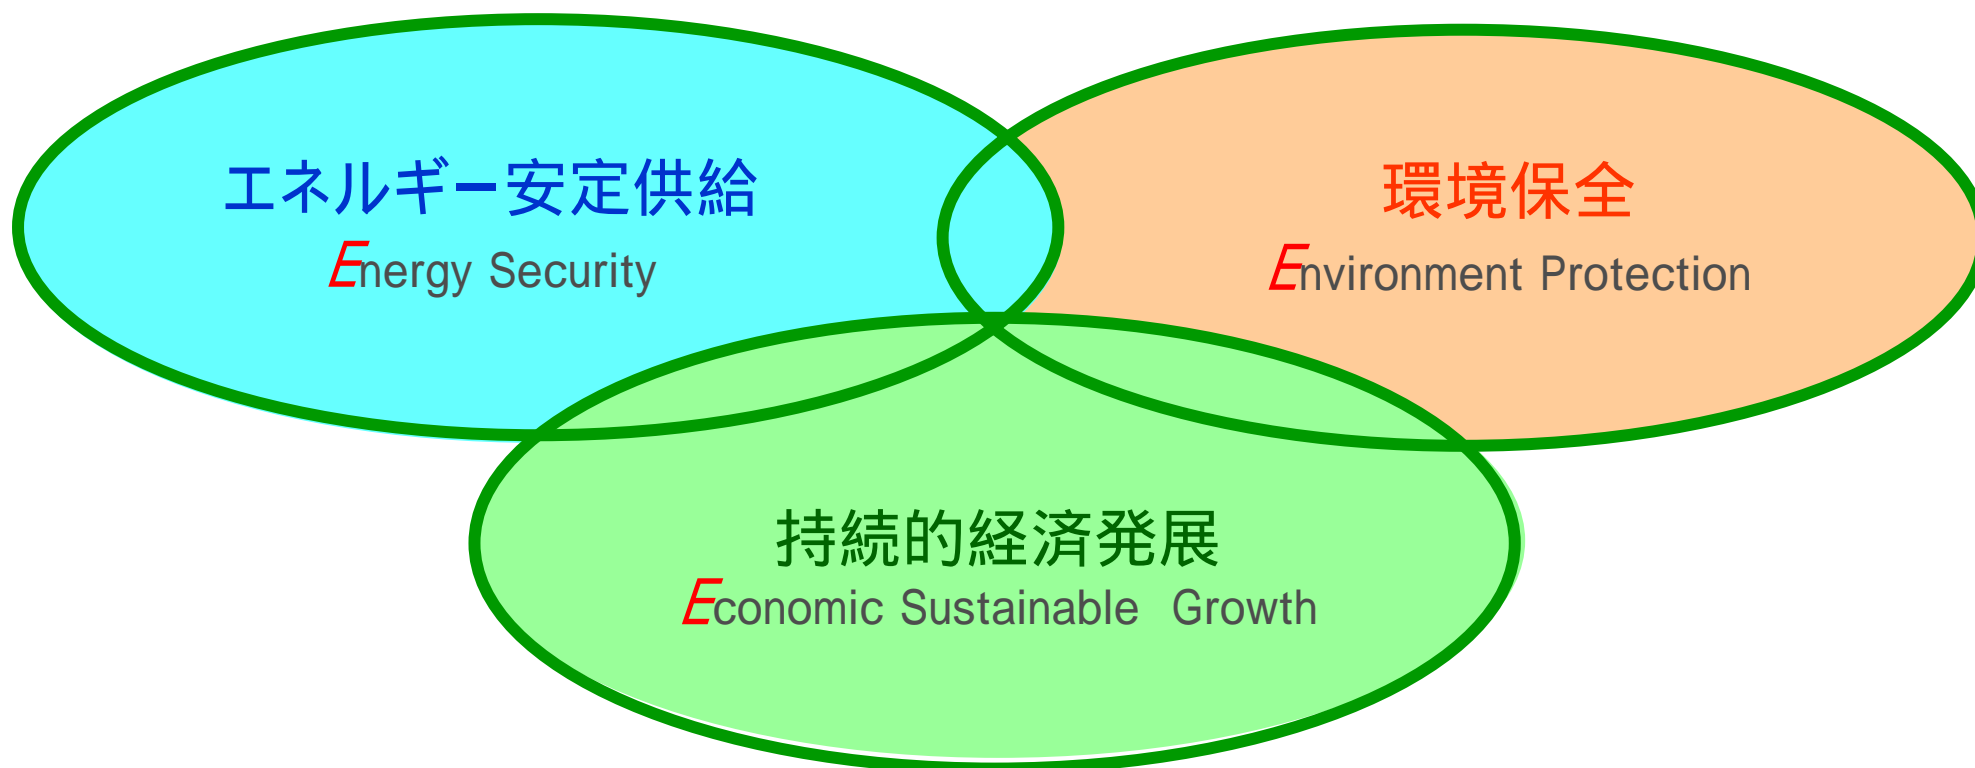 エネルギー安定供給
Energy Security
環境保全
Environment Protection
持続的経済発展
Economic Sustainable Growth